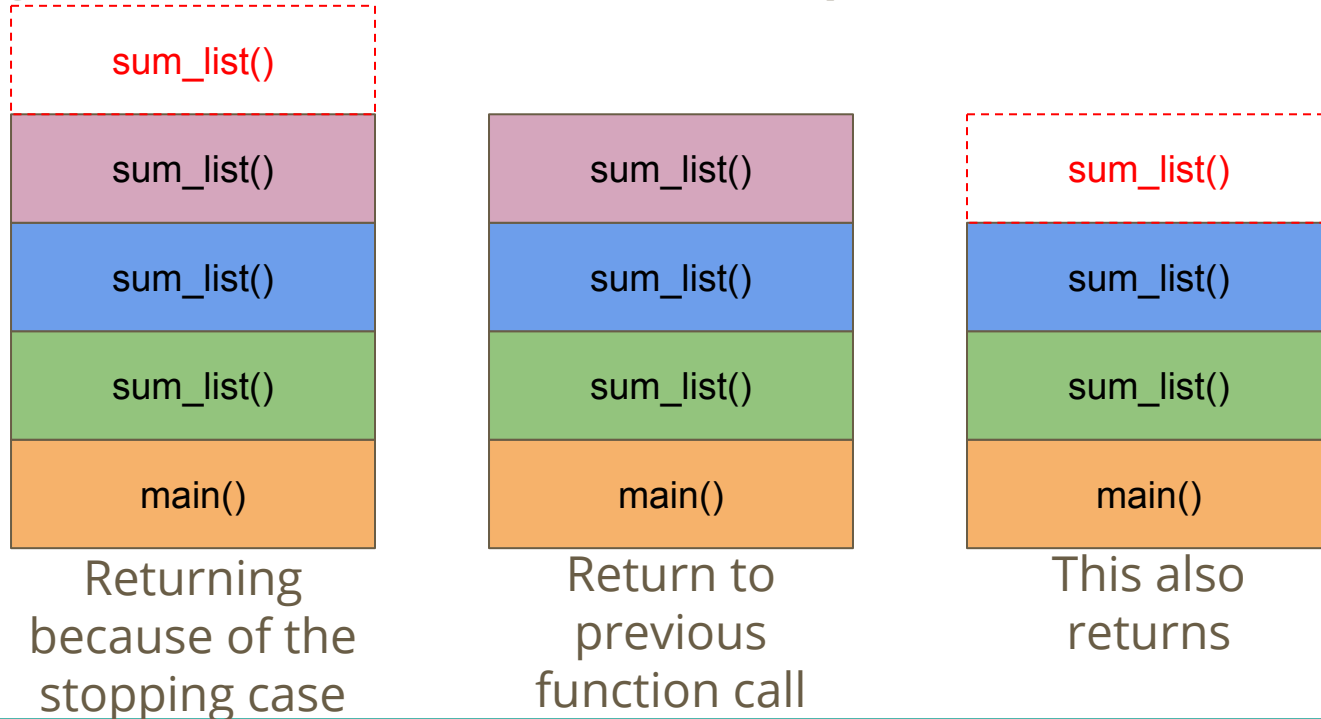 sum_list()
sum_list()
sum_list()
sum_list()
main()
Returning
because of the
stopping case
sum_list()
sum_list()
sum_list()
main()
Return to
previous
function call
sum_list()
sum_list()
sum_list()
main()
This also
returns